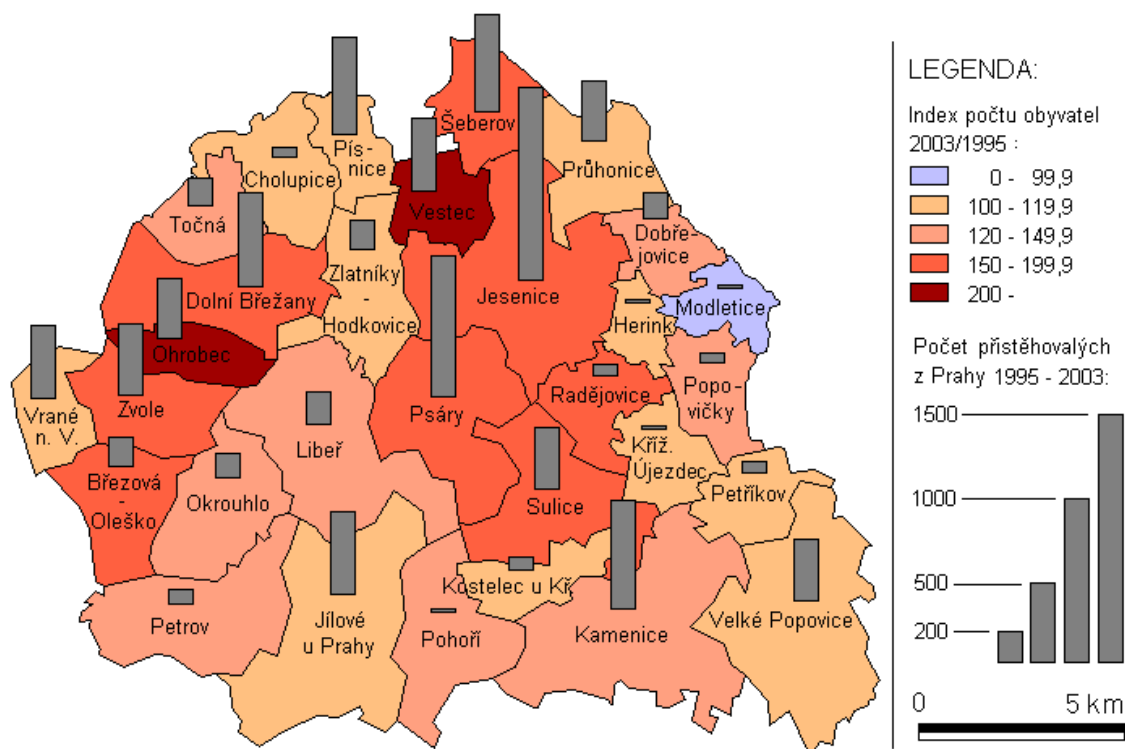 Šeberov
Pís-
nice
Cholupice
Průhonice
Vestec
Točná
Dobře-
jovice
Zlatníky
-
Hodkovice
Dolní Břežany
Jesenice
Modletice
Herink
Ohrobec
Popo-
vičky
Radějovice
Psáry
Zvole
Vrané
n. V.
Libeř
Kříž.
Újezdec
Březová
-
Oleško
Okrouhlo
Sulice
Petříkov
Kostelec u Kř.
Petrov
Jílové
u Prahy
Pohoří
Kamenice
Velké Popovice
LEGENDA:
Index počtu obyvatel
2003/1995 :
0 - 99,9
100 - 119,9
120 - 149,9
150 - 199,9
200 -
Počet přistěhovalých
z Prahy 1995 - 2003:
1500
1000
500
200
0 5 km